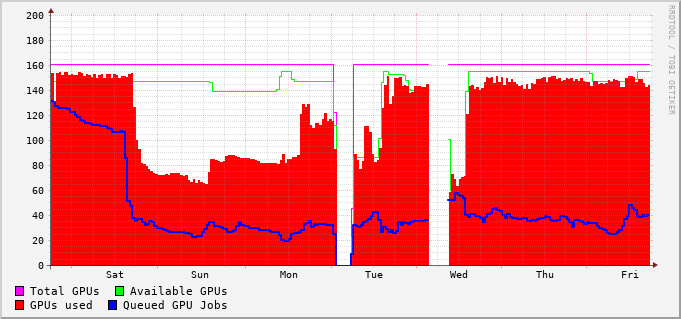 200
180
160
140
120
100
80
60
40
20
0
Sat Sun Mon Tue Wed Thu Fri
Total GPUs Available GPUs
GPUs used Queued GPU Jobs
RRDTOOL / TOBI OETIKER